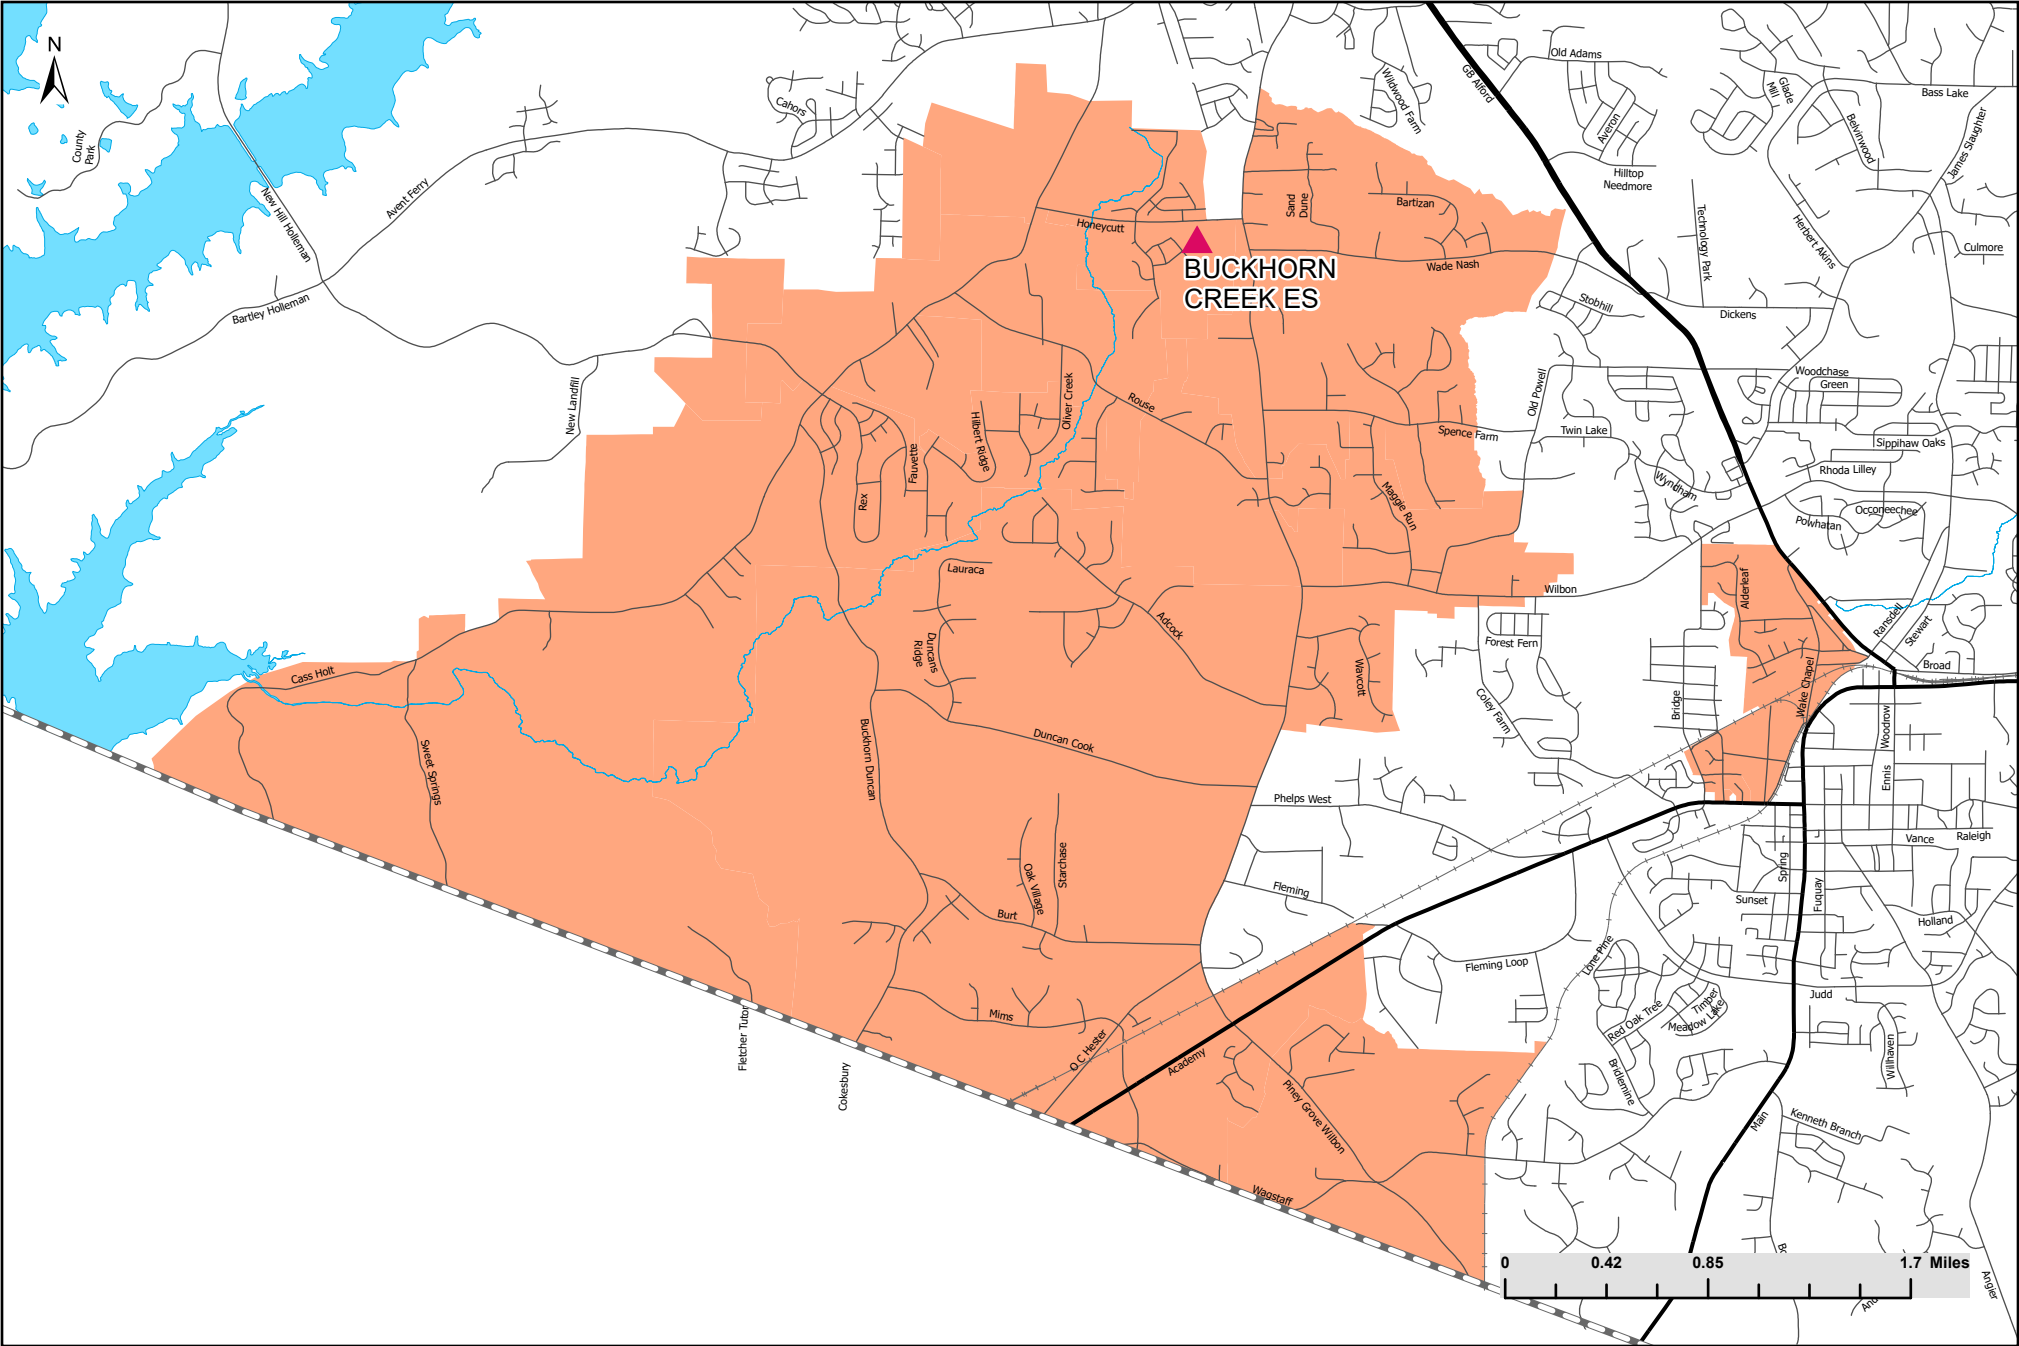 N
County
Park
New Hill Holleman
Avent Ferry
Bartley Holleman
New Landfill
Cahors
Wildwood Farm
GB Alford
Old Adams
Averon
Hilltop
Needmore
Glade
Mill
Bass Lake
Belvinwood
James Slaughter
Technology Park
Herbert Akins
Culmore
Sand
Dune
Bartizan
Honeycutt
BUCKHORN
CREEK ES
Wade Nash
Stobhill
Dickens
Woodchase
Green
Old Powell
Oliver Creek
Hilbert Ridge
Rouse
Fauvette
Rex
Spence Farm
Twin Lake
Sippihaw Oaks
Rhoda Lilley
Wyndham
Maggie Run
Powhatan
Occoneechee
Lauraca
Duncans
Ridge
Adcock
Wilbon
Alderleaf
Ransdell
Stewart
Forest Fern
Wavcott
Coley Farm
Bridge
Wake Chapel
Broad
Woodrow
Ennis
Cass Holt
Sweet Springs
Buckhorn Duncan
Duncan Cook
Phelps West
Vance
Raleigh
Starchase
Oak Village
Burt
Fleming
Spring
Fuquay
Sunset
Holland
Fleming Loop
Lone Pine
Judd
Timber
Meadow Lake
Red Oak Tree
Bridlemine
Wilhaven
Mims
O C Hester
Academy
Fletcher Tutor
Cokesbury
Piney Grove Wilbon
Wagstaff
Main
Kenneth Branch
Angier
0
0.42
0.85
1.7 Miles